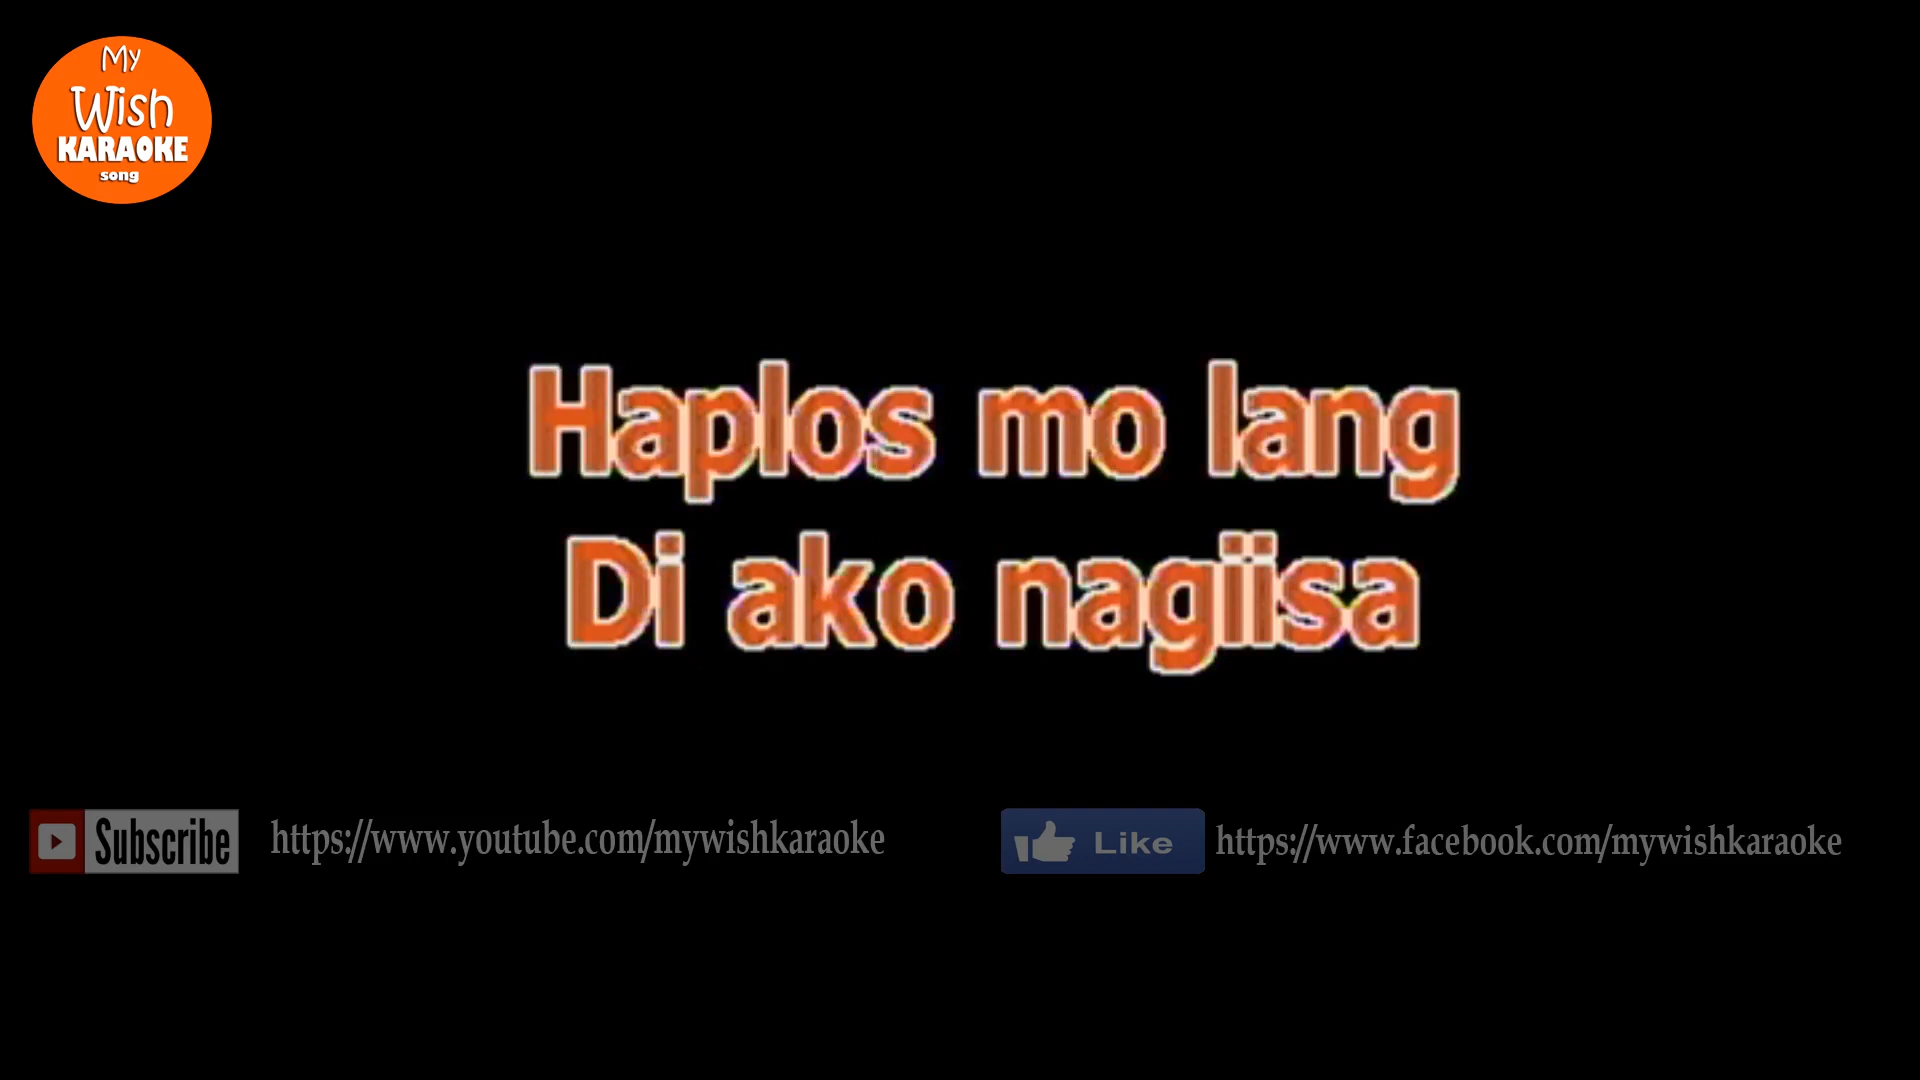 My
Wish
KARAOKE
song
Haplos mo lang
Di ako nagiisa
Subscribe https://www.youtube.com/mywishkaraoke
Like https://www.facebook.com/mywishkaraoke